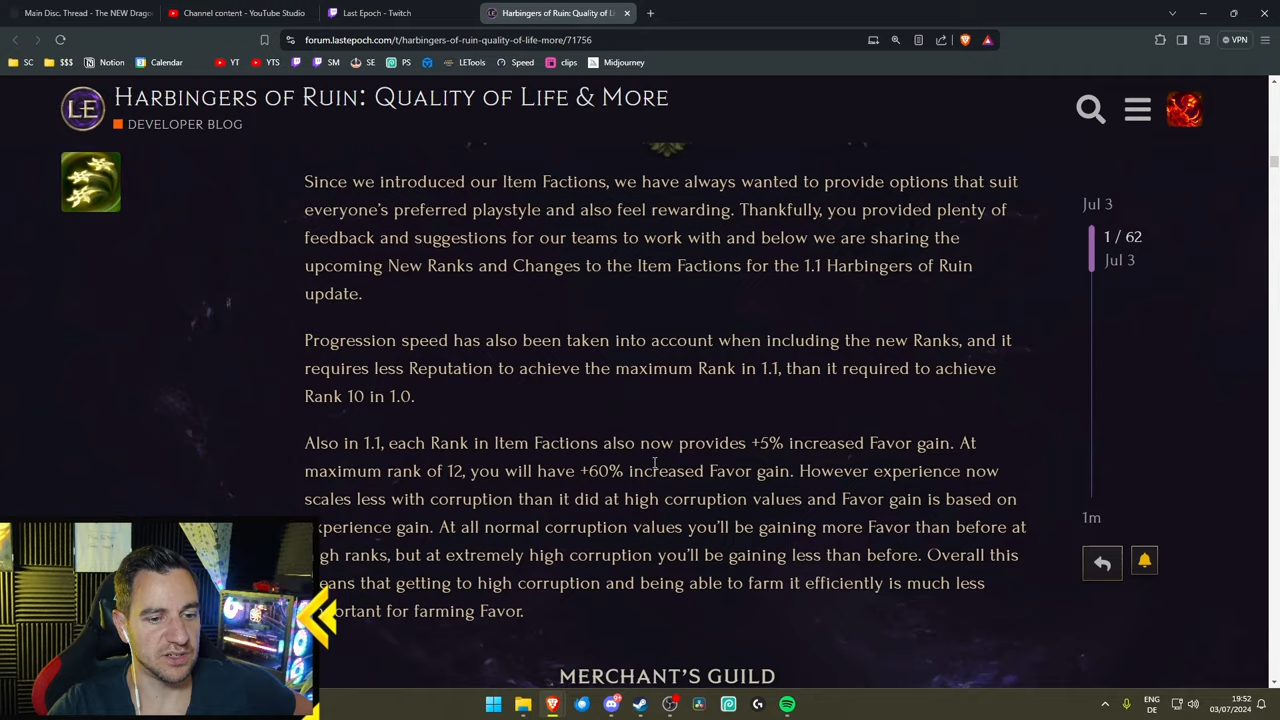 Main Disc. Thread - The NEW Drago
Channel content - YouTube Studio
Last Epoch - Twitch
Harbingers of Ruin: Quality of Li
forum.lastepoch.com/t/harbingers-of-ruin-quality-of-life-more/71756
VPN
SC
$$$
Notion
Calendar
YT
YTS
SM
SE
PS
LETools
Speed
clips
Midjourney
LE
HARBINGERS OF RUIN: QUALITY OF LIFE & MORE
DEVELOPER BLOG
Since we introduced our Item Factions, we have always wanted to provide options that suit
everyone's preferred playstyle and also feel rewarding. Thankfully, you provided plenty of
feedback and suggestions for our teams to work with and below we are sharing the
upcoming New Ranks and Changes to the Item Factions for the 1.1 Harbingers of Ruin
update.
Progression speed has also been taken into account when including the new Ranks, and it
requires less Reputation to achieve the maximum Rank in 1.1, than it required to achieve
Rank 10 in 1.0.
Also in 1.1, each Rank in Item Factions also now provides +5% increased Favor gain. At
maximum rank of 12, you will have +60% increased Favor gain. However experience now
scales less with corruption than it did at high corruption values and Favor gain is based on
experience gain. At all normal corruption values you'll be gaining more Favor than before at
high ranks, but at extremely high corruption you'll be gaining less than before. Overall this
means that getting to high corruption and being able to farm it efficiently is much less
important for farming Favor.
MERCHANT'S GUILD
Jul 3
1 / 62
Jul 3
1m
ENG
DE
19:52
03/07/2024